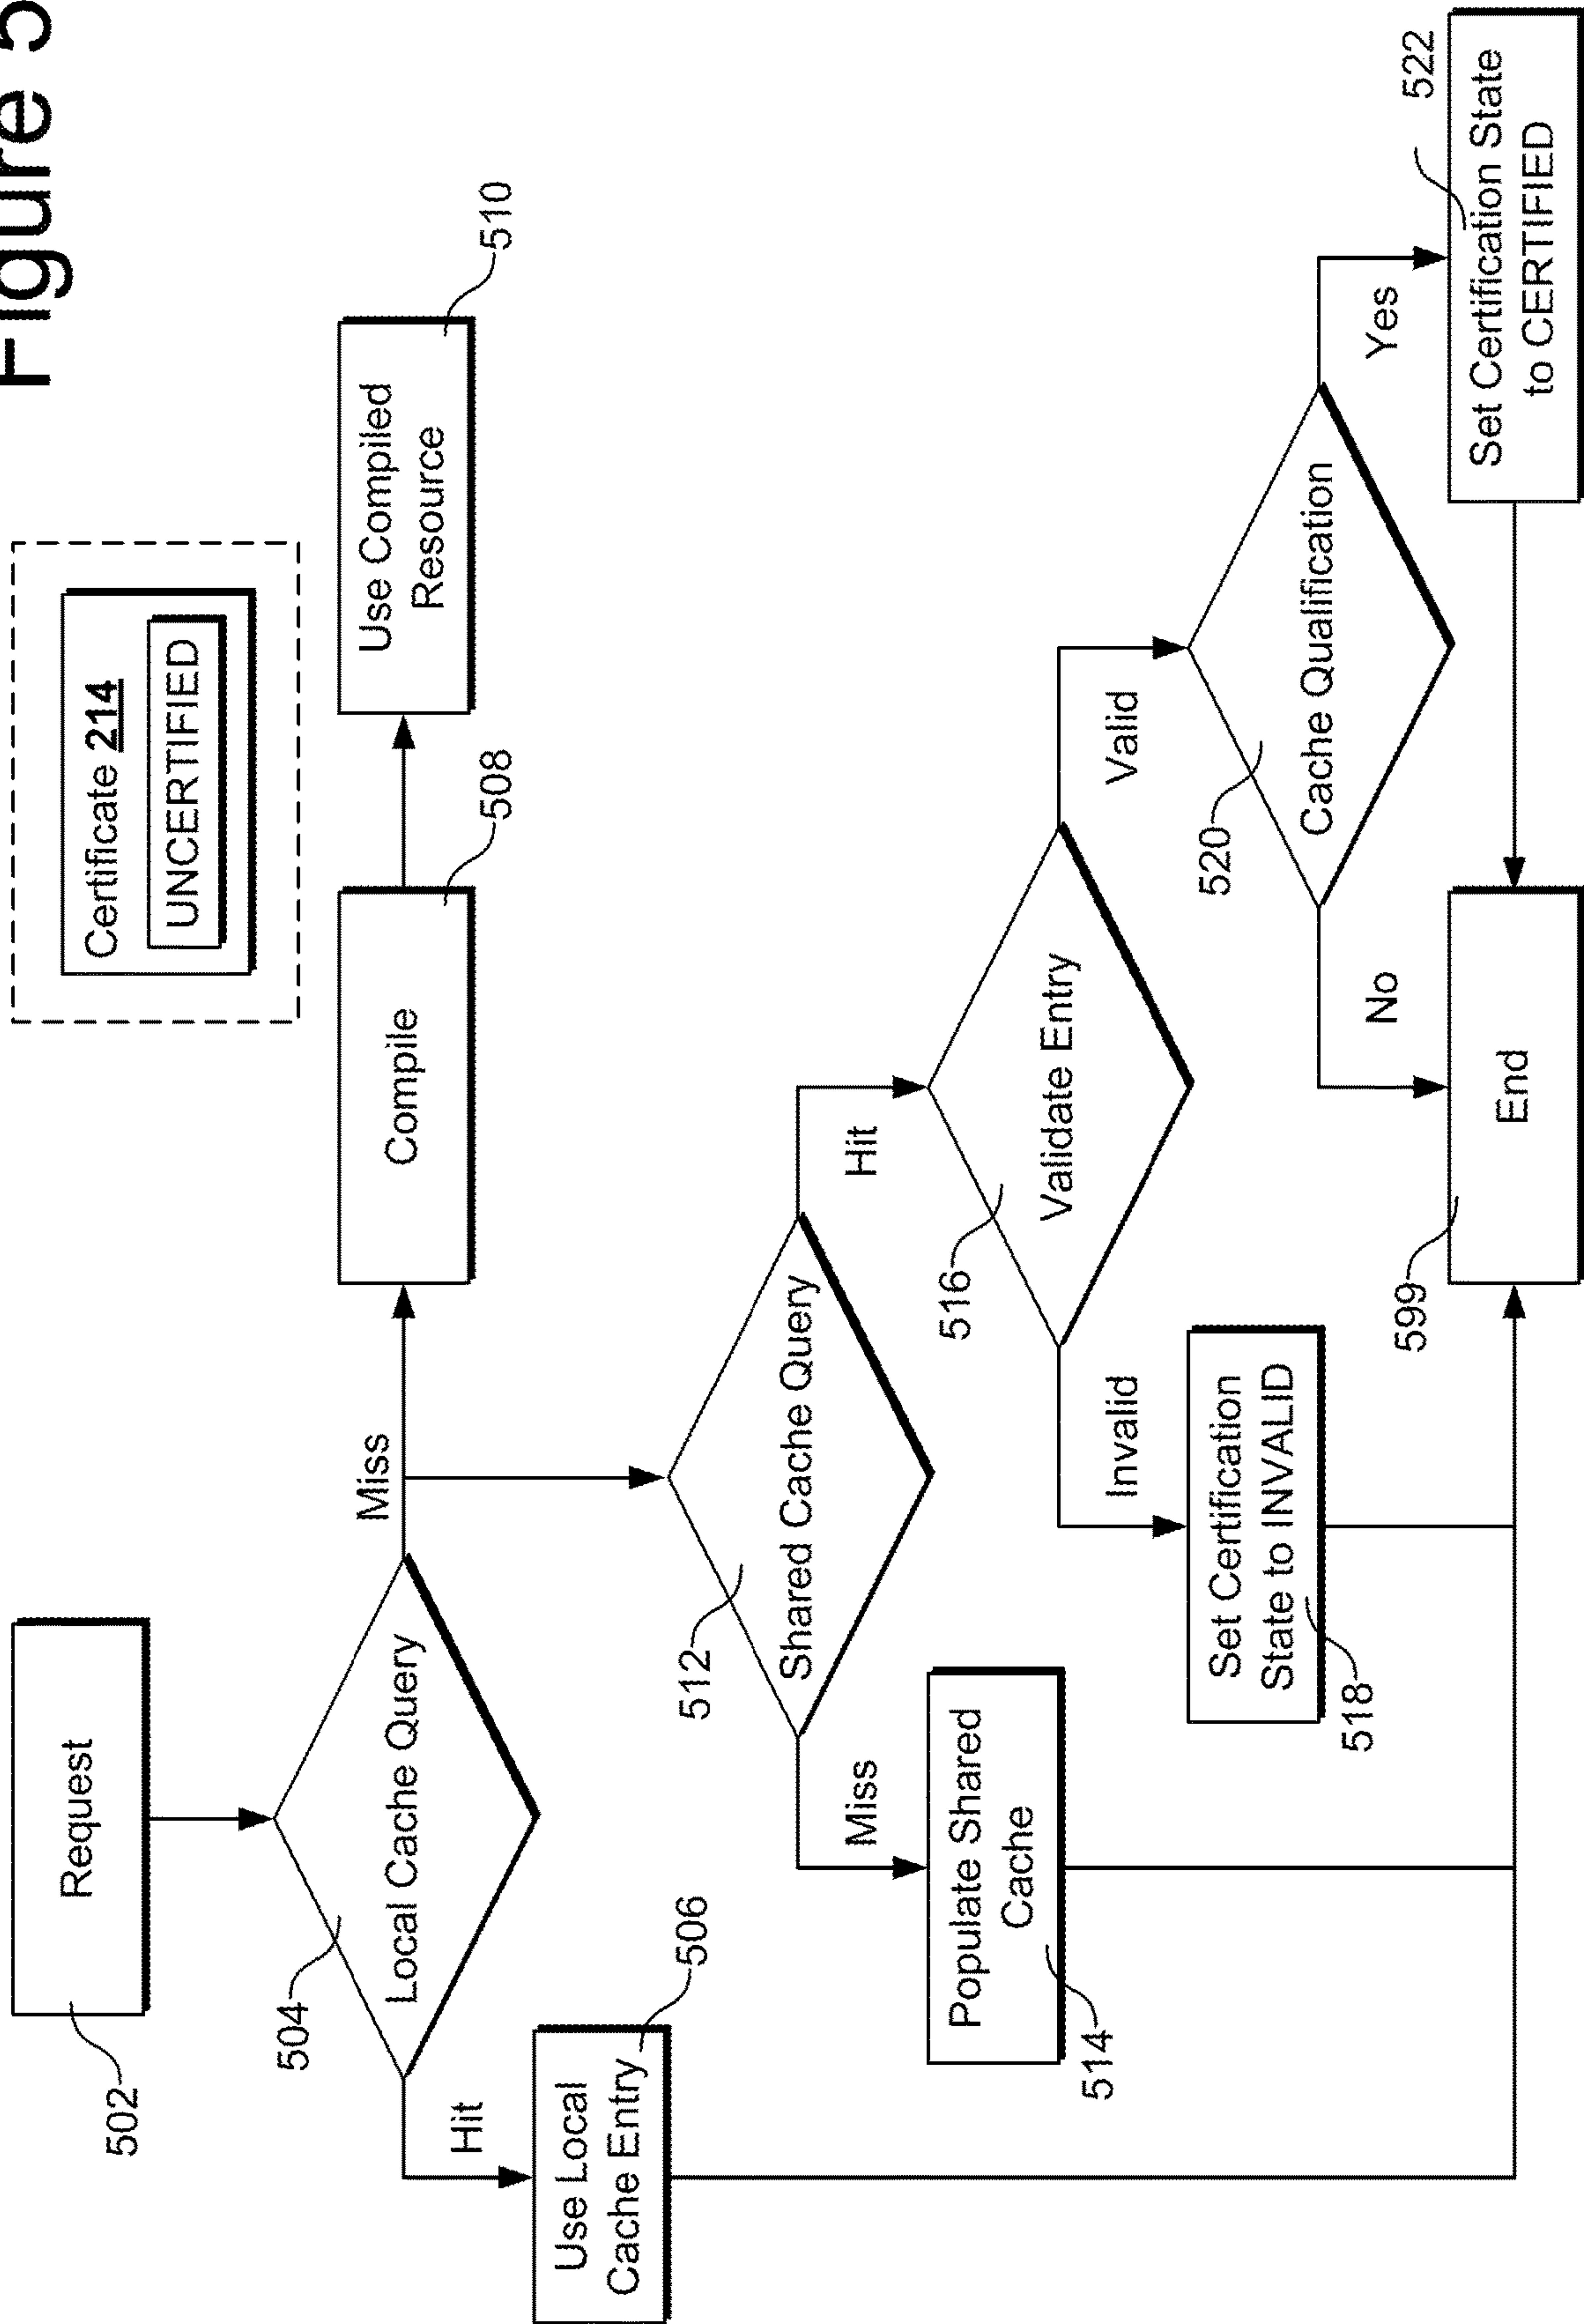 Figure 5
Certificate 214
UNCERTIFIED
Request
502
Local Cache Query
504
Hit
Miss
Use Local
Cache Entry
506
Compile
508
Use Compiled
Resource
510
Shared Cache Query
512
Miss
Hit
Populate Shared
Cache
514
Validate Entry
516
Invalid
Valid
Set Certification
State to INVALID
518
Cache Qualification
520
No
Yes
Set Certification State
to CERTIFIED
522
End
599